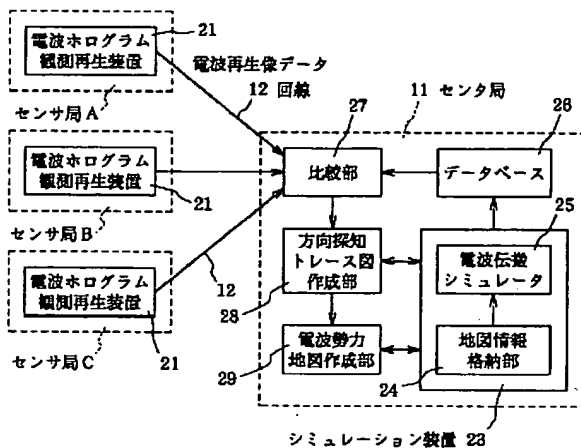 21
電波ホログラム
観測再生装置
センサ局A
電波再生像データ
12 回線
11 センタ局
27
26
電波ホログラム
観測再生装置
21
センサ局B
比較部
データベース
25
方向探知
トレース図
作成部
28
電波伝搬
シミュレータ
12
電波ホログラム
観測再生装置
21
センサ局C
電波勢力
地図作成部
29
地図情報
格納部
24
シミュレーション装置 23